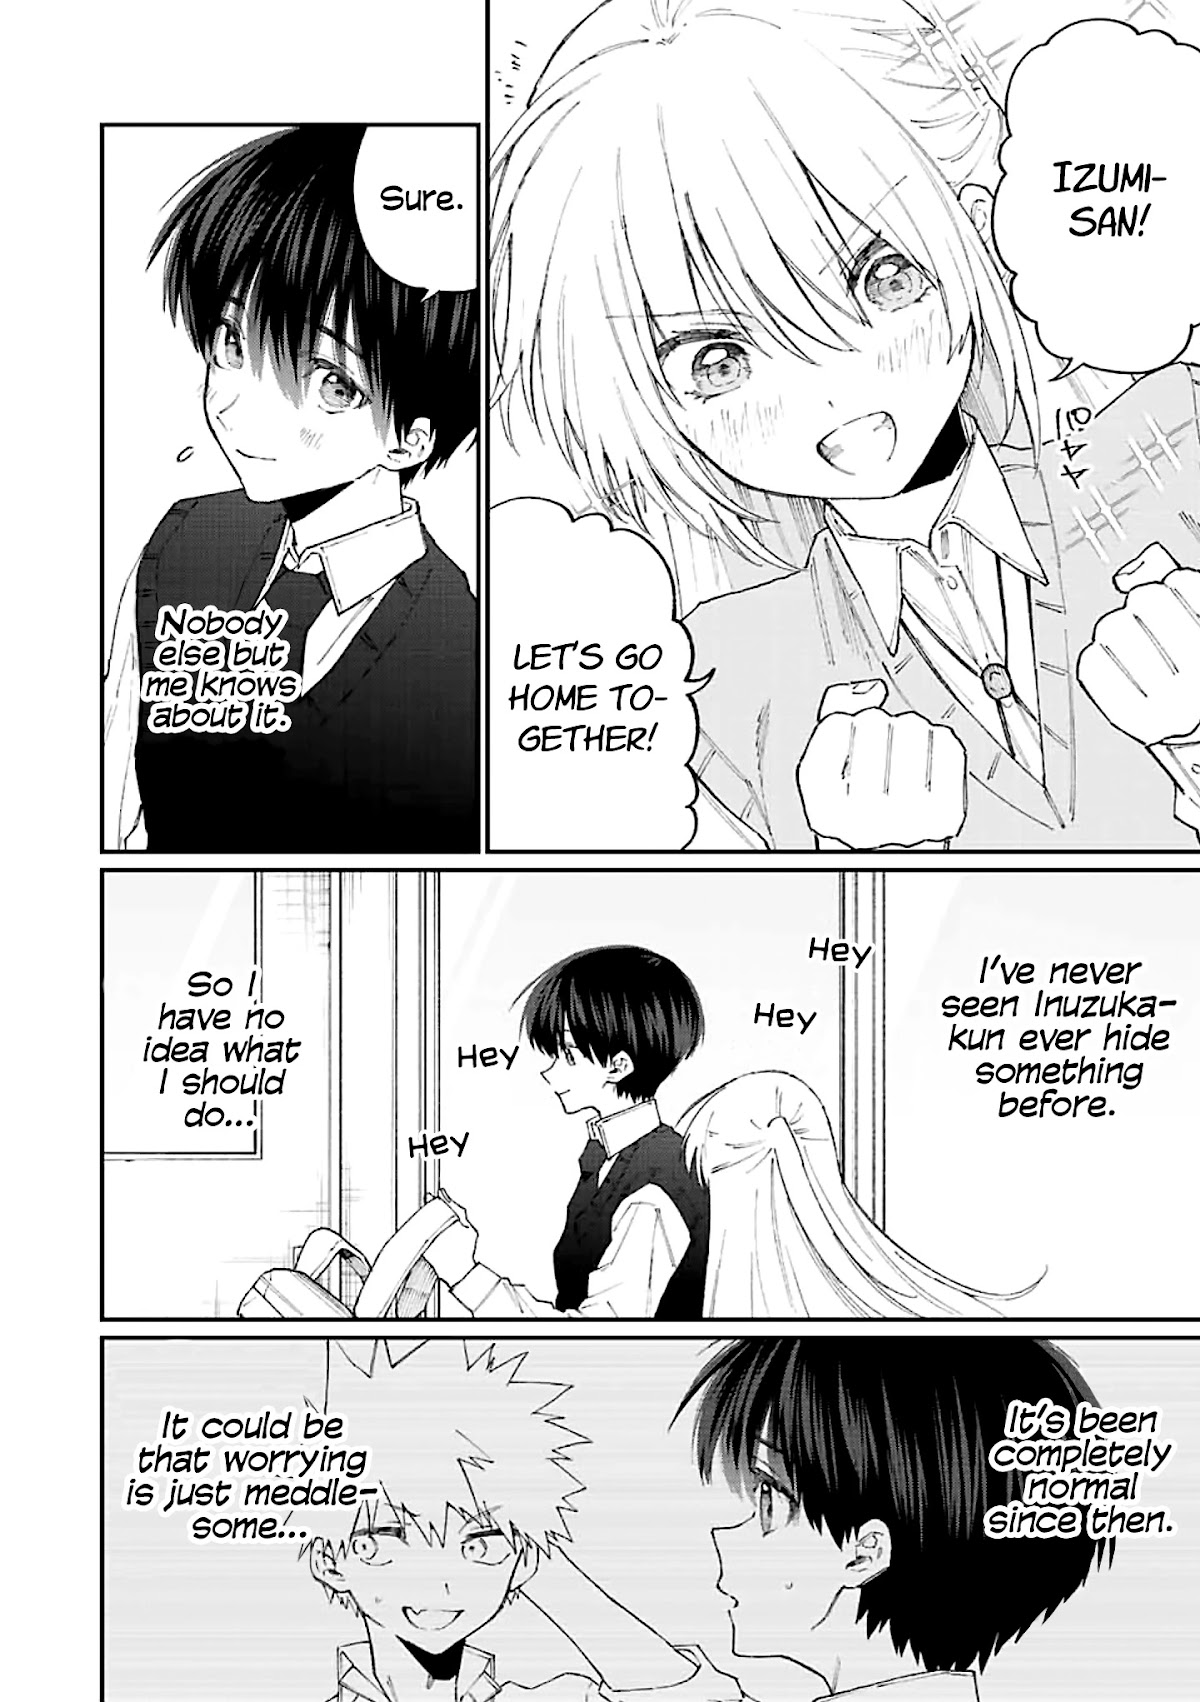 IZUMI-
SAN!
LET'S GO
HOME TO-
GETHER!
Sure.
Nobody
else but
me knows
about it.
I've never
seen Inuzuka-
kun ever hide
something
before.
Hey
Hey
Hey
Hey
So I
have no
idea what
I should
do...
It's been
completely
normal
since then.
It could be
that worrying
is just meddle-
some...